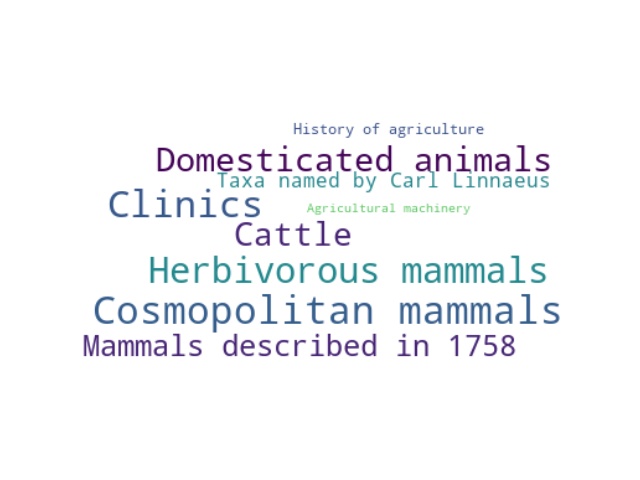 History of agriculture
Domesticated animals
Taxa named by Carl Linnaeus
Clinics
Agricultural machinery
Cattle
Herbivorous mammals
Cosmopolitan mammals
Mammals described in 1758